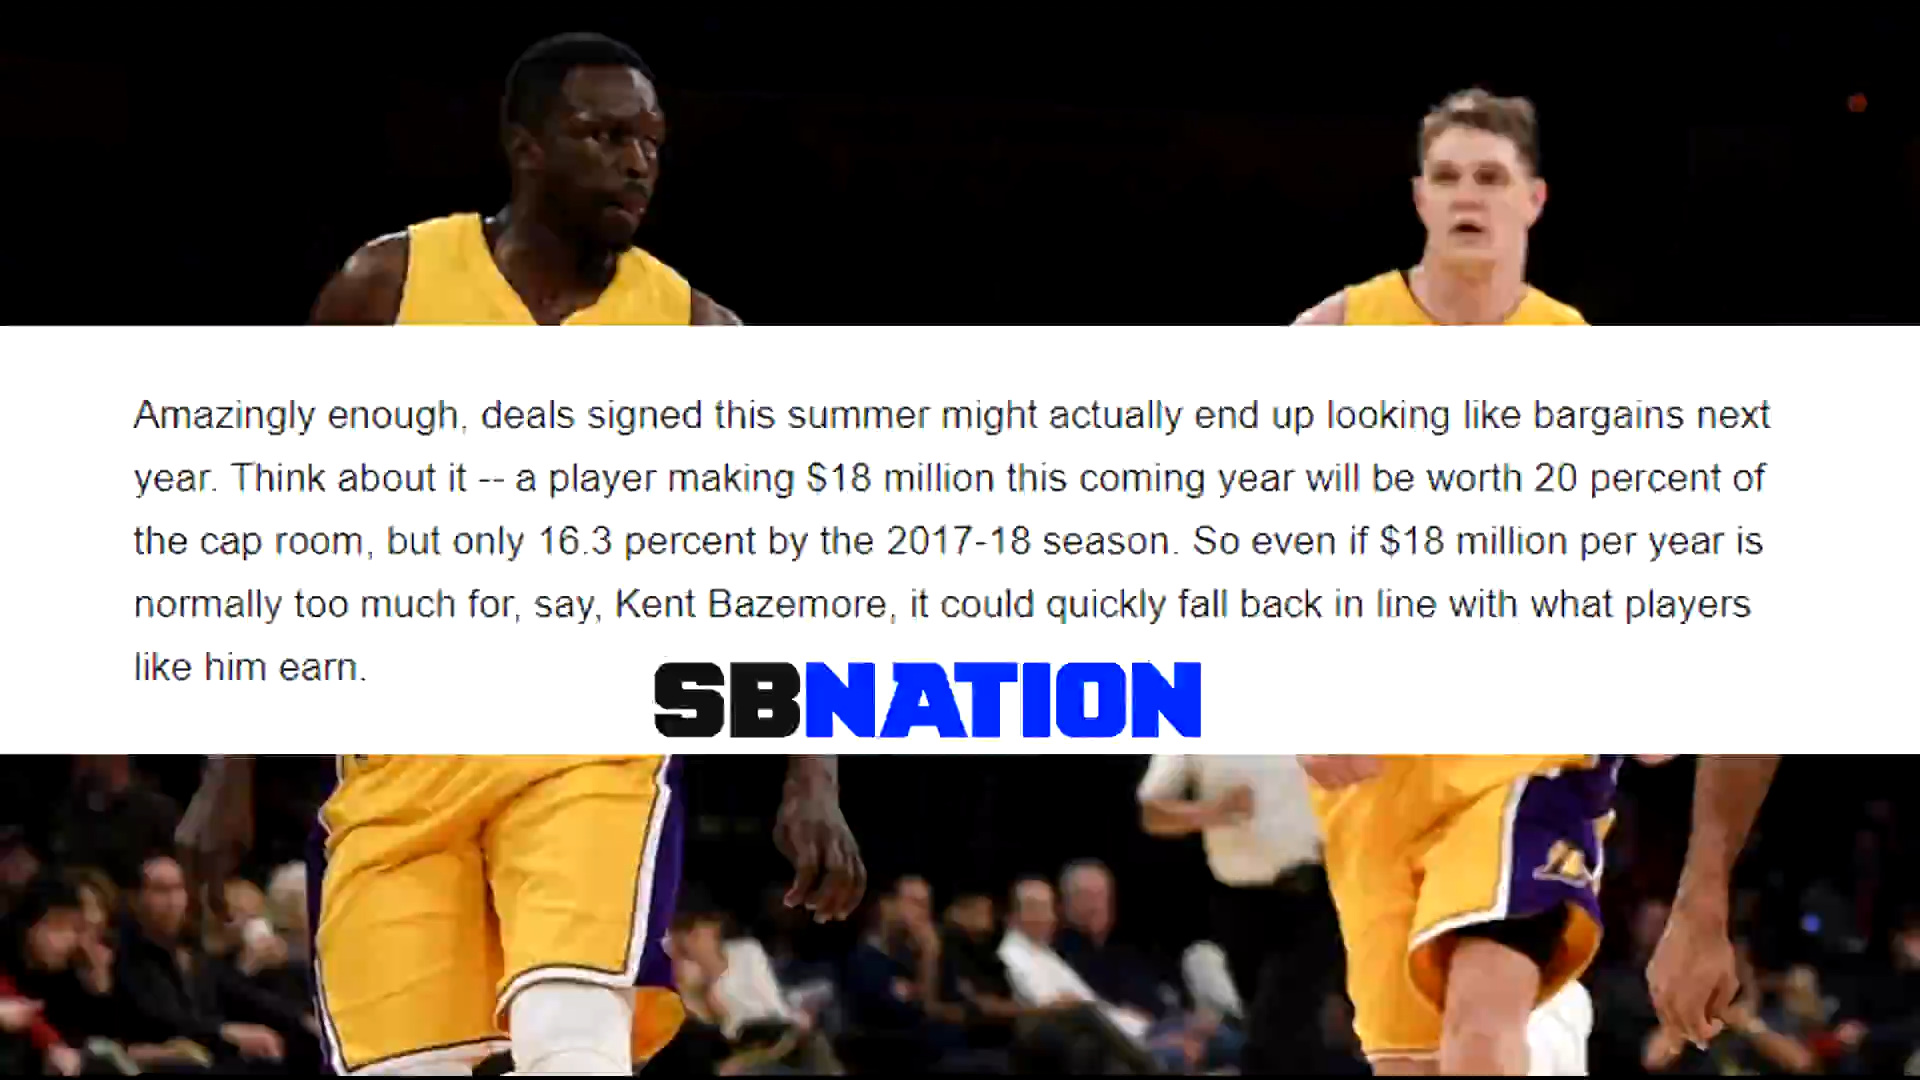 Amazingly enough, deals signed this summer might actually end up looking like bargains next
year. Think about it -- a player making $18 million this coming year will be worth 20 percent of
the cap room, but only 16.3 percent by the 2017-18 season. So even if $18 million per year is
normally too much for, say, Kent Bazemore, it could quickly fall back in line with what players
like him earn.
SBNATION